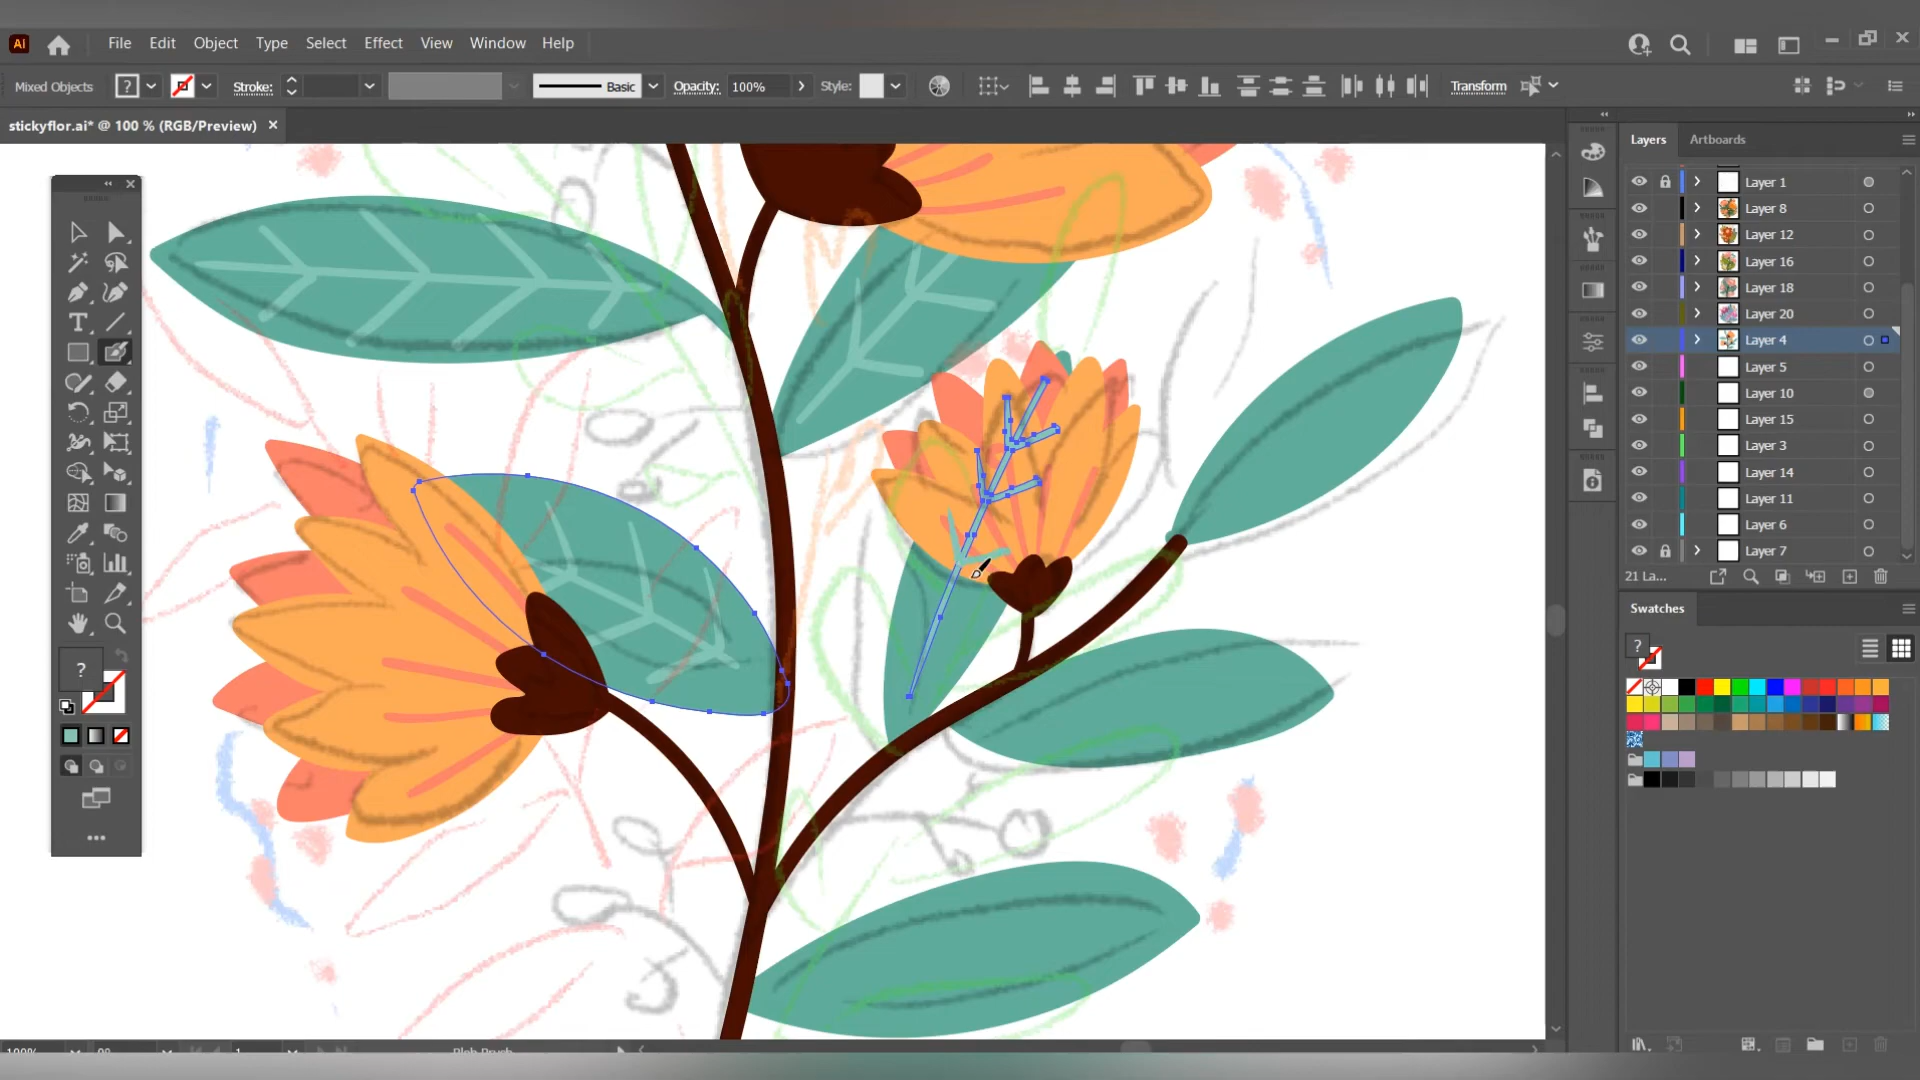 Ai File Edit Object Type Select Effect View Window Help
Mixed Objects ? Stroke: Basic Opacity: 100% Style: Transform
stickyflor.ai* @ 100 % (RGB/Preview)
Layers Artboards
Layer 1
Layer 8
Layer 12
Layer 16
Layer 18
Layer 20
Layer 4
Layer 5
Layer 10
Layer 15
Layer 3
Layer 14
Layer 11
Layer 6
Layer 7
21 La...
Swatches
?
?
100%
Blob Brush